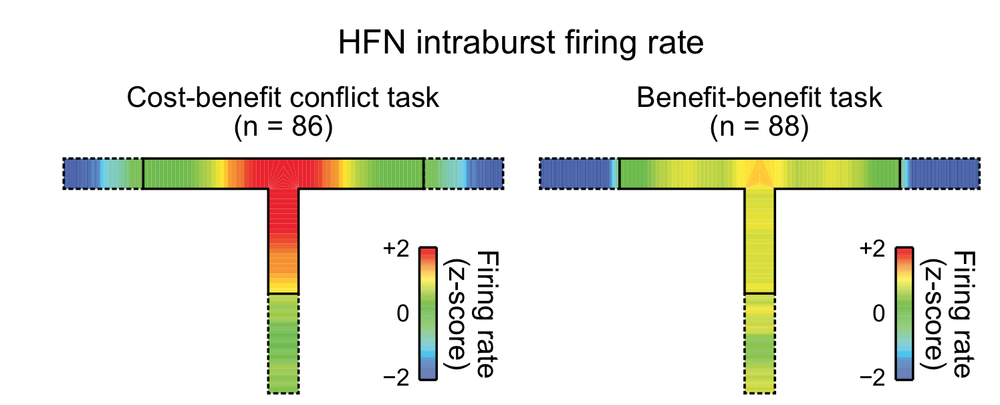 HFN intraburst firing rate
Cost-benefit conflict task
(n = 86)
Benefit-benefit task
(n = 88)
+2
0
−2
Firing rate
(z-score)
+2
0
−2
Firing rate
(z-score)